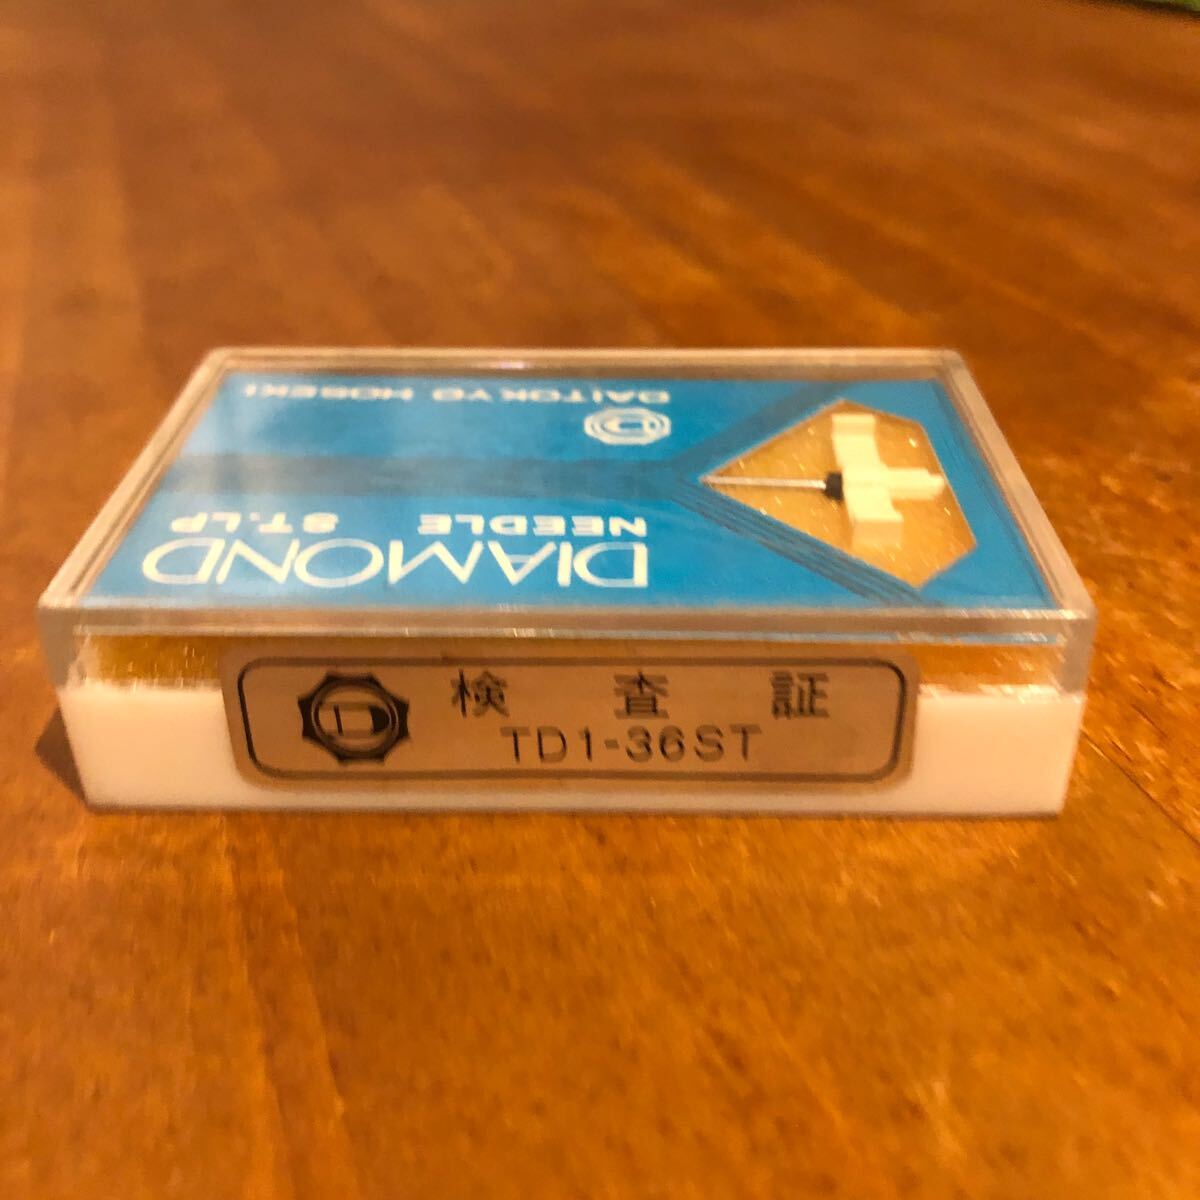 DIAMOND
NEEDLE ST.LP
D
DAITOKYO HOSEKI
D 検査証
TD1-36ST